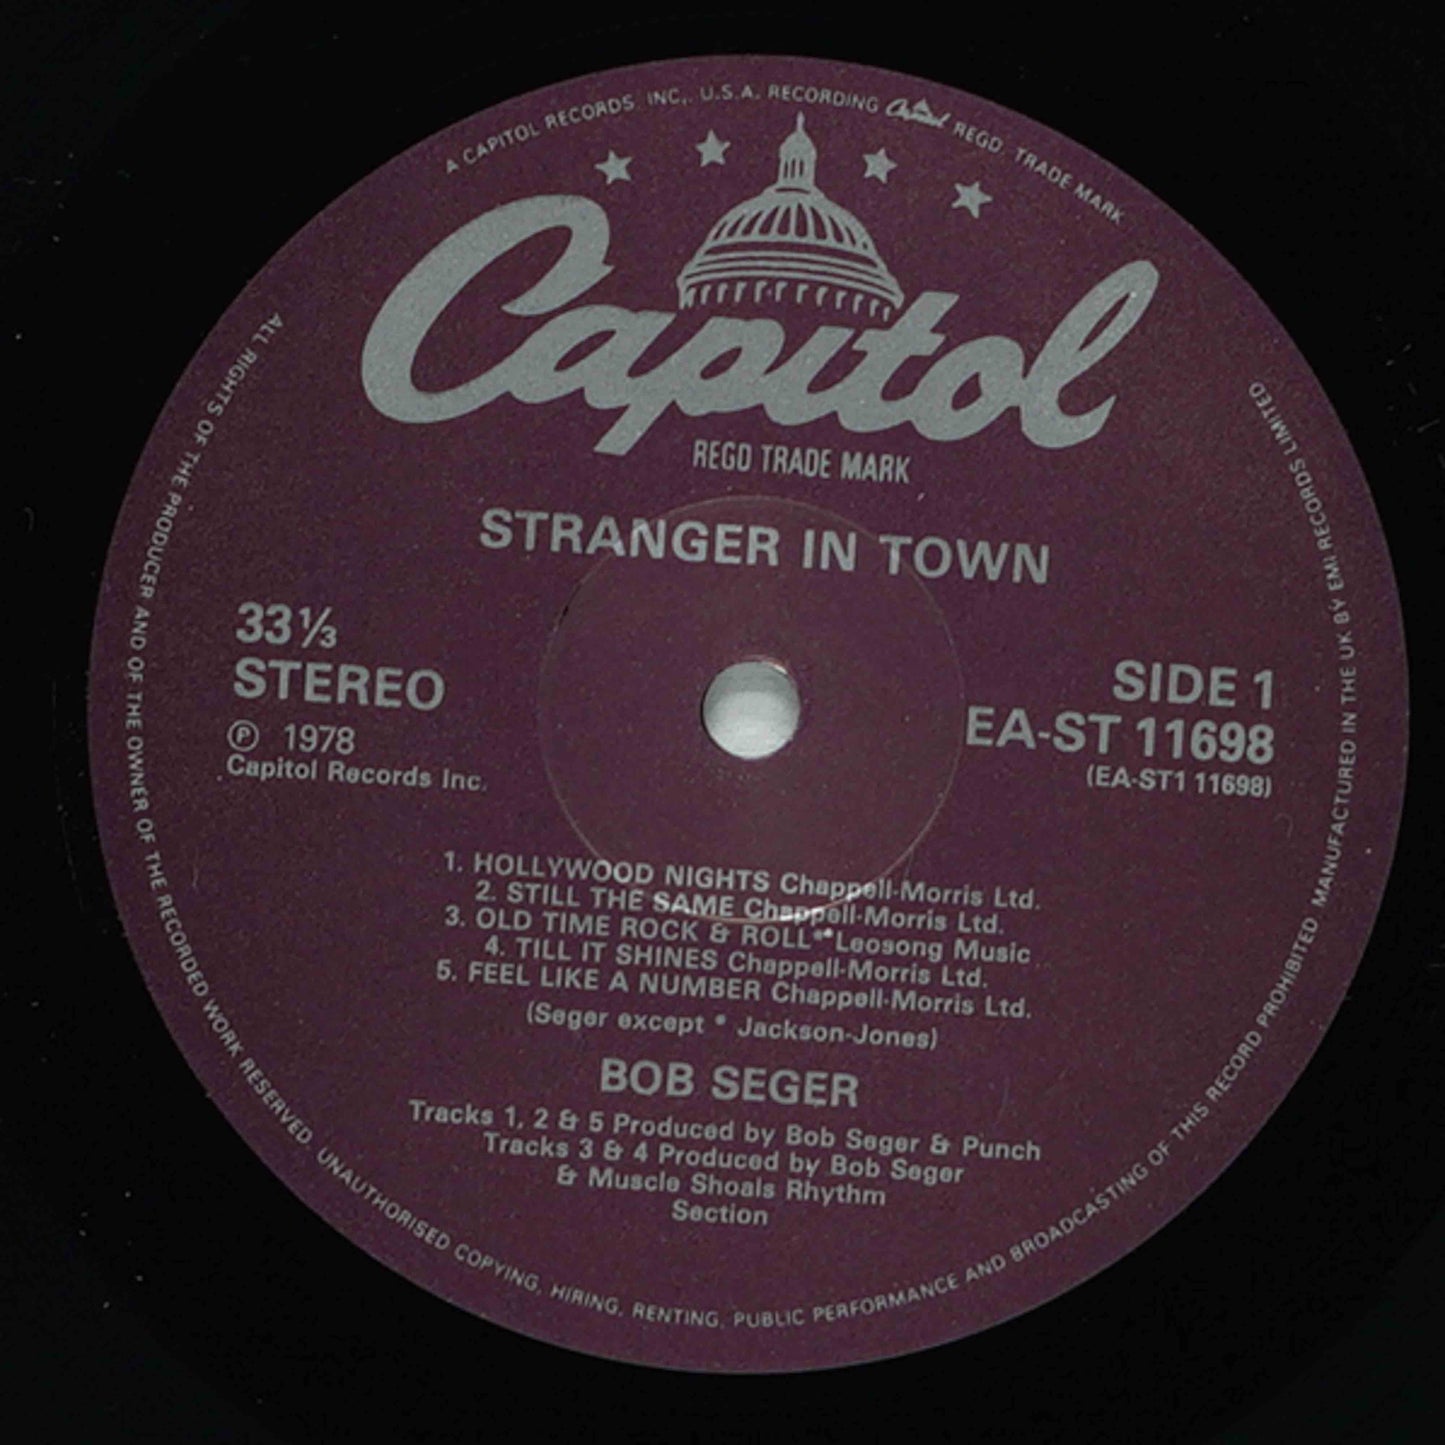 A CAPITOL RECORDS, INC., U.S.A. RECORDING Capitol REGD. TRADE MARK
Capitol
REGD TRADE MARK
STRANGER IN TOWN
33⅓
STEREO
Ⓟ 1978
Capitol Records Inc.
SIDE 1
EA-ST 11698
(EA-ST1 11698)
1. HOLLYWOOD NIGHTS Chappell-Morris Ltd.
2. STILL THE SAME Chappell-Morris Ltd.
3. OLD TIME ROCK & ROLL* Leosong Music
4. TILL IT SHINES Chappell-Morris Ltd.
5. FEEL LIKE A NUMBER Chappell-Morris Ltd.
(Seger except * Jackson-Jones)
BOB SEGER
Tracks 1, 2 & 5 Produced by Bob Seger & Punch
Tracks 3 & 4 Produced by Bob Seger
& Muscle Shoals Rhythm
Section
ALL RIGHTS OF THE PRODUCER AND OF THE OWNER OF THE RECORDED WORK RESERVED. UNAUTHORISED COPYING, HIRING, RENTING, PUBLIC PERFORMANCE AND BROADCASTING OF THIS RECORD PROHIBITED MANUFACTURED IN THE UK BY EMI RECORDS LIMITED